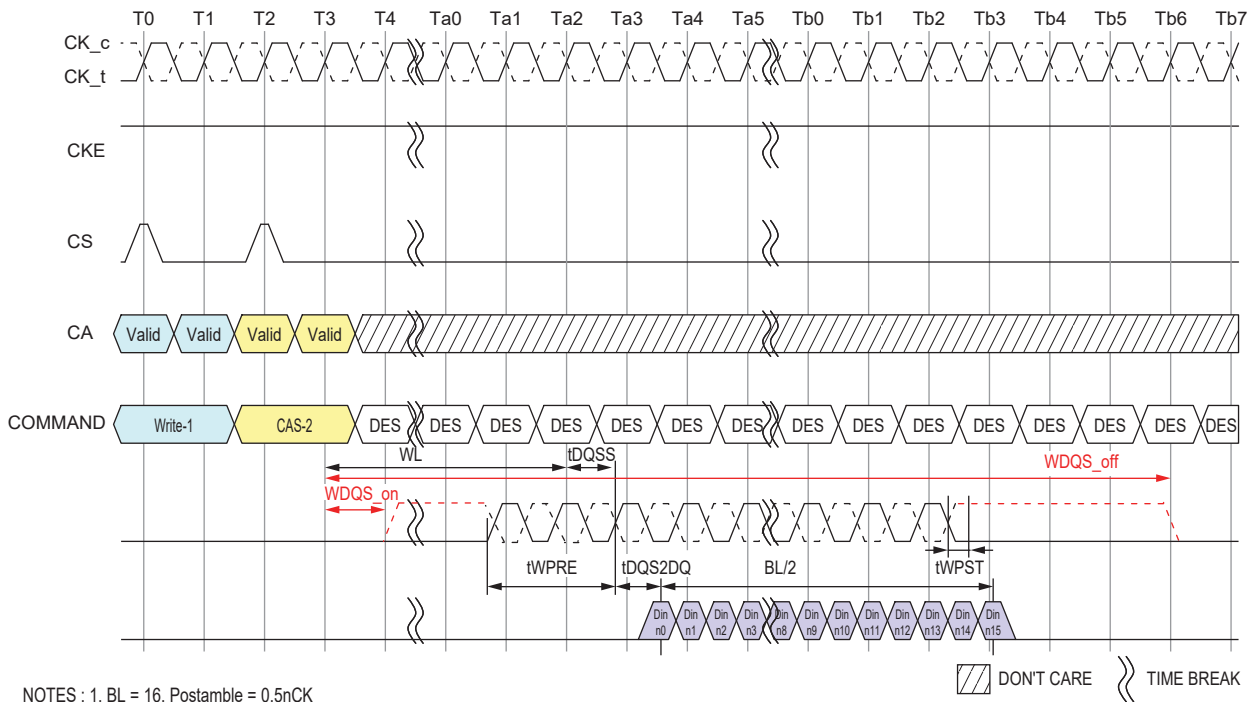 T0 T1 T2 T3 T4 Ta0 Ta1 Ta2 Ta3 Ta4 Ta5 Tb0 Tb1 Tb2 Tb3 Tb4 Tb5 Tb6 Tb7
CK_c
CK_t
CKE
CS
CA Valid Valid Valid Valid
COMMAND Write-1 CAS-2 DES DES DES DES DES DES DES DES DES DES DES DES DES DES DES
WL tDQSS WDQS_off
WDQS_on
tWPRE tDQS2DQ BL/2 tWPST
Din n0 Din n1 Din n2 Din n3 Din n8 Din n9 Din n10 Din n11 Din n12 Din n13 Din n14 Din n15
DON'T CARE TIME BREAK
NOTES : 1. BL = 16, Postamble = 0.5nCK